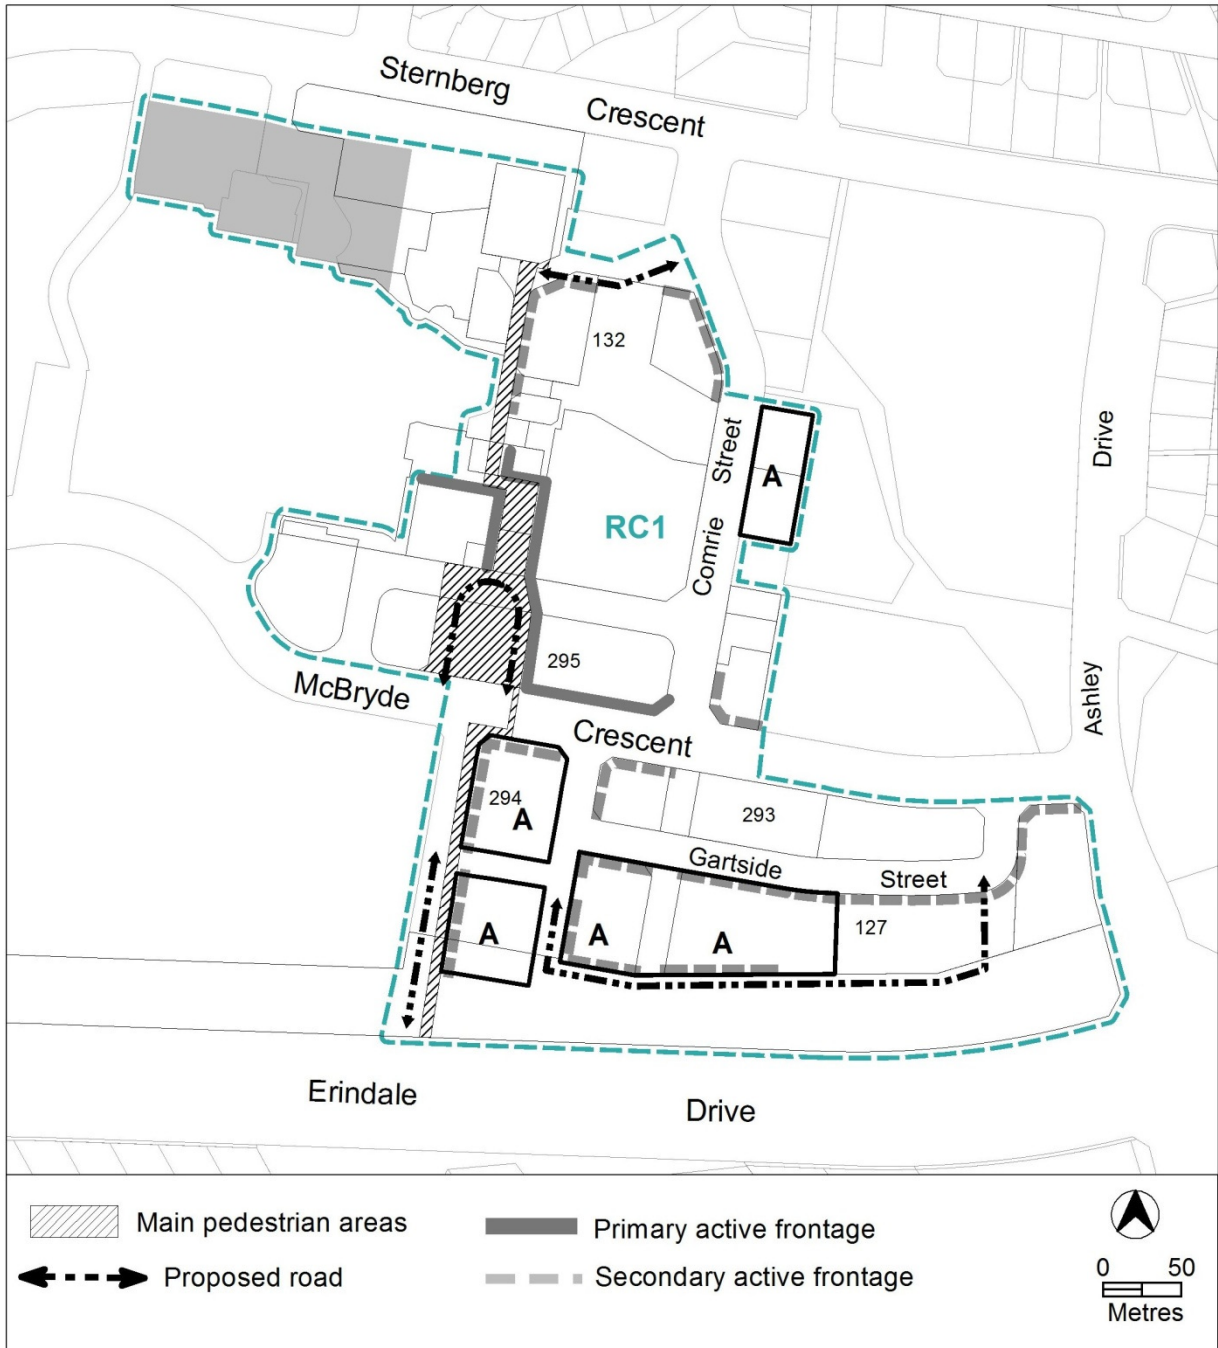 Sternberg
Crescent
132
Street
Drive
A
RC1
Comrie
295
McBryde
Ashley
Crescent
294
A
293
Gartside
Street
A
A
A
127
Erindale
Drive
Main pedestrian areas
Primary active frontage
Proposed road
Secondary active frontage
0 50
Metres